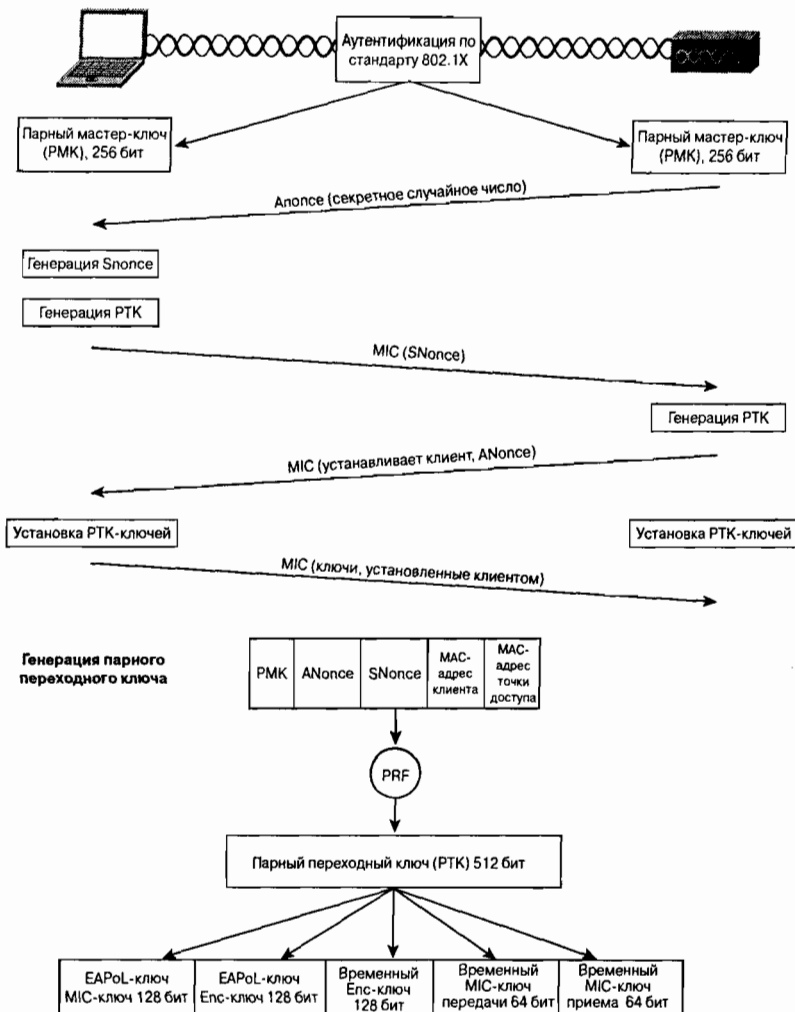 Аутентификация по
стандарту 802.1X
Парный мастер-ключ
(PMK), 256 бит
Парный мастер-ключ
(PMK), 256 бит
Anonce (секретное случайное число)
Генерация Snonce
Генерация PTK
MIC (SNonce)
Генерация PTK
MIC (устанавливает клиент, ANonce)
Установка PTK-ключей
Установка PTK-ключей
MIC (ключи, установленные клиентом)
Генерация парного
переходного ключа
PMK
ANonce
SNonce
MAC-
адрес
клиента
MAC-
адрес
точки
доступа
PRF
Парный переходный ключ (PTK) 512 бит
EAPoL-ключ
MIC-ключ 128 бит
EAPoL-ключ
Enc-ключ 128 бит
Временный
Enc-ключ
128 бит
Временный
MIC-ключ
передачи 64 бит
Временный
MIC-ключ
приема 64 бит